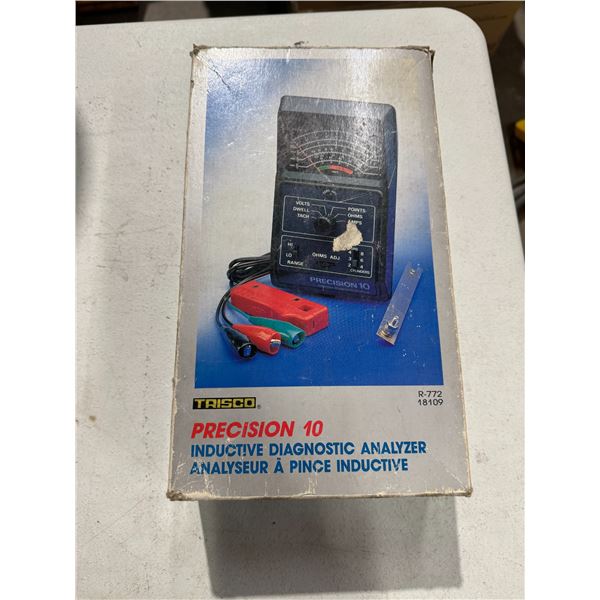 VOLTS
DWELL
TACH
POINTS
OHMS
AMPS
HI
LO
RANGE
OHMS ADJ
CYLINDERS
PRECISION 10
TRISCO®
R-772
18109
PRECISION 10
INDUCTIVE DIAGNOSTIC ANALYZER
ANALYSEUR À PINCE INDUCTIVE